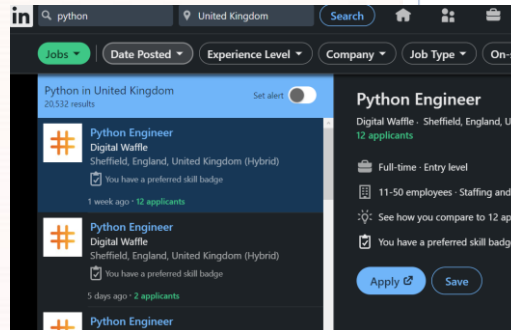 in
python
United Kingdom
Search
Jobs
Date Posted
Experience Level
Company
Job Type
Python in United Kingdom
20,532 results
Set alert
Python Engineer
Digital Waffle
Sheffield, England, United Kingdom (Hybrid)
You have a preferred skill badge
1 week ago · 12 applicants
Python Engineer
Digital Waffle
Sheffield, England, United Kingdom (Hybrid)
You have a preferred skill badge
5 days ago · 2 applicants
Python Engineer
Python Engineer
Digital Waffle · Sheffield, England, U
12 applicants
Full-time · Entry level
11-50 employees · Staffing and
See how you compare to 12 ap
You have a preferred skill badg
Apply
Save